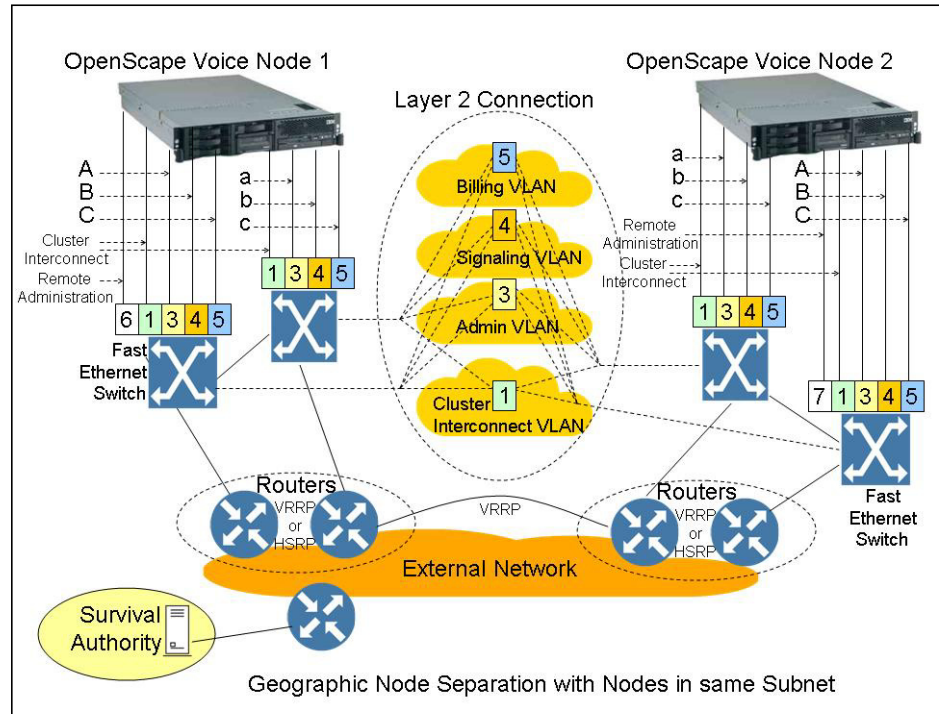 OpenScape Voice Node 1
OpenScape Voice Node 2
Layer 2 Connection
A
B
C
Cluster
Interconnect
Remote
Administration
a
b
c
6 1 3 4 5
1 3 4 5
Fast
Ethernet
Switch
5
Billing VLAN
4
Signaling VLAN
3
Admin VLAN
1
Cluster
Interconnect VLAN
a
b
c
Remote
Administration
Cluster
Interconnect
A
B
C
1 3 4 5
7 1 3 4 5
Fast
Ethernet
Switch
Routers
VRRP
or
HSRP
VRRP
Routers
VRRP
or
HSRP
External Network
Survival
Authority
Geographic Node Separation with Nodes in same Subnet